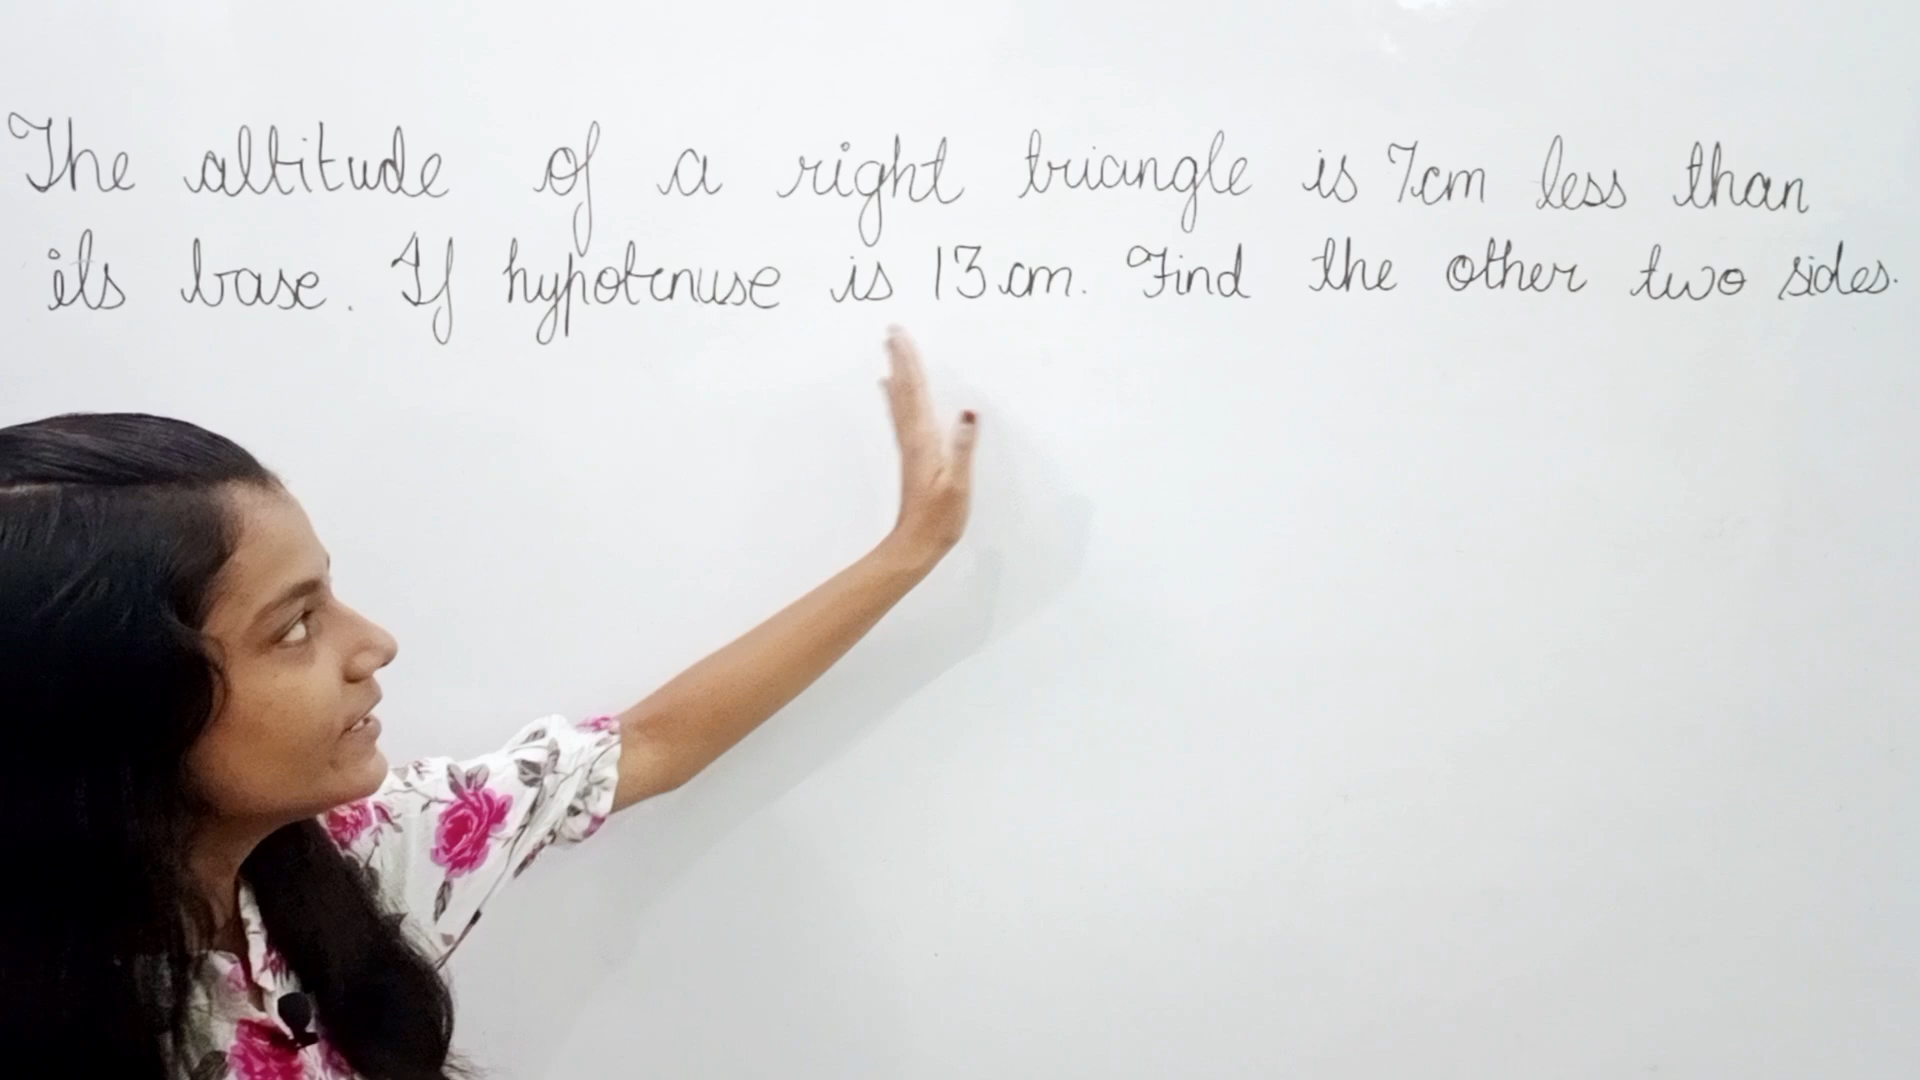 The altitude of a right triangle is 7cm less than
its base. If hypotenuse is 13cm. Find the other two sides.